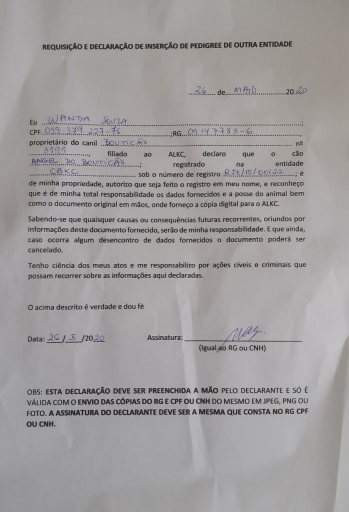 REQUISIÇÃO E DECLARAÇÃO DE INSERÇÃO DE PEDIGREE DE OUTRA ENTIDADE
26 de MAIO 2020
Eu WANDA SOUZA ;
CPF 039 379 227-76 ;RG 09147783-6
proprietário do canil BOUTICAS nº
3999 , filiado ao ALKC, declaro que o cão
ANGEL DO BOUTICAS ; registrado na entidade
CBKC sob o número de registro RJX/15/00122 ; é
de minha propriedade, autorizo que seja feito o registro em meu nome, e reconheço
que é de minha total responsabilidade os dados fornecidos e a posse do animal bem
como o documento original em mãos, onde forneço a cópia digital para o ALKC.
Sabendo-se que quaisquer causas ou consequências futuras recorrentes, oriundos por
informações deste documento fornecido, serão de minha responsabilidade. E que ainda,
caso ocorra algum desencontro de dados fornecidos o documento poderá ser
cancelado.
Tenho ciência dos meus atos e me responsabilizo por ações cíveis e criminais que
possam recorrer sobre as informações aqui declaradas.
O acima descrito é verdade e dou fé
Data: 26 / 5 /2020 Assinatura:
(Igual ao RG ou CNH)
OBS: ESTA DECLARAÇÃO DEVE SER PREENCHIDA A MÃO PELO DECLARANTE E SÓ É
VÁLIDA COM O ENVIO DAS CÓPIAS DO RG E CPF OU CNH DO MESMO EM JPEG, PNG OU
FOTO. A ASSINATURA DO DECLARANTE DEVE SER A MESMA QUE CONSTA NO RG CPF
OU CNH.